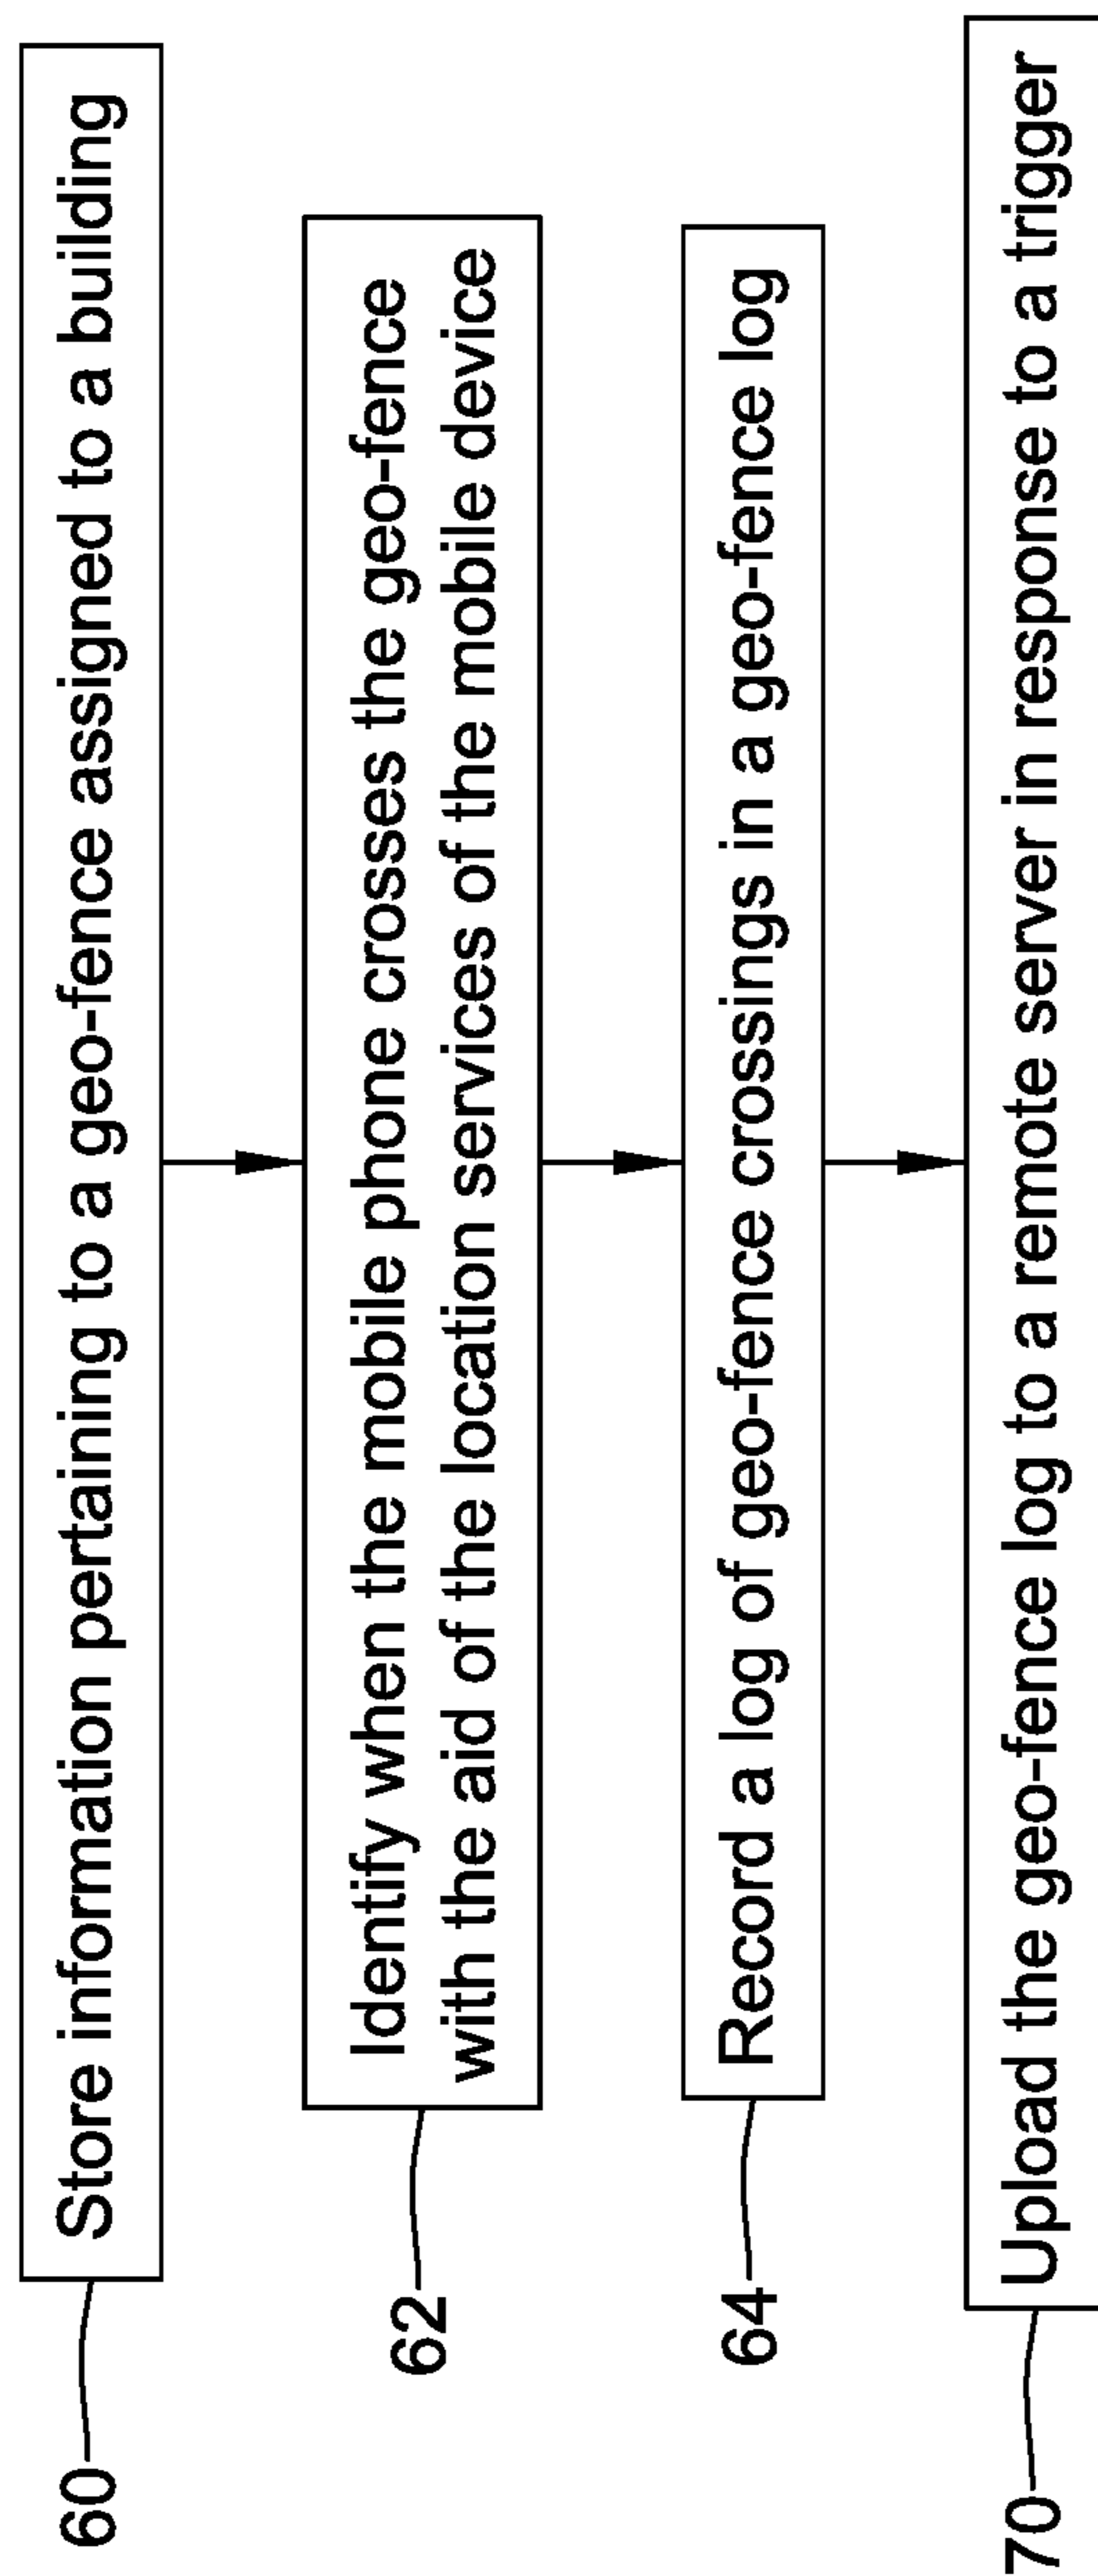 60
Store information pertaining to a geo-fence assigned to a building
62
Identify when the mobile phone crosses the geo-fence
with the aid of the location services of the mobile device
64
Record a log of geo-fence crossings in a geo-fence log
70
Upload the geo-fence log to a remote server in response to a trigger